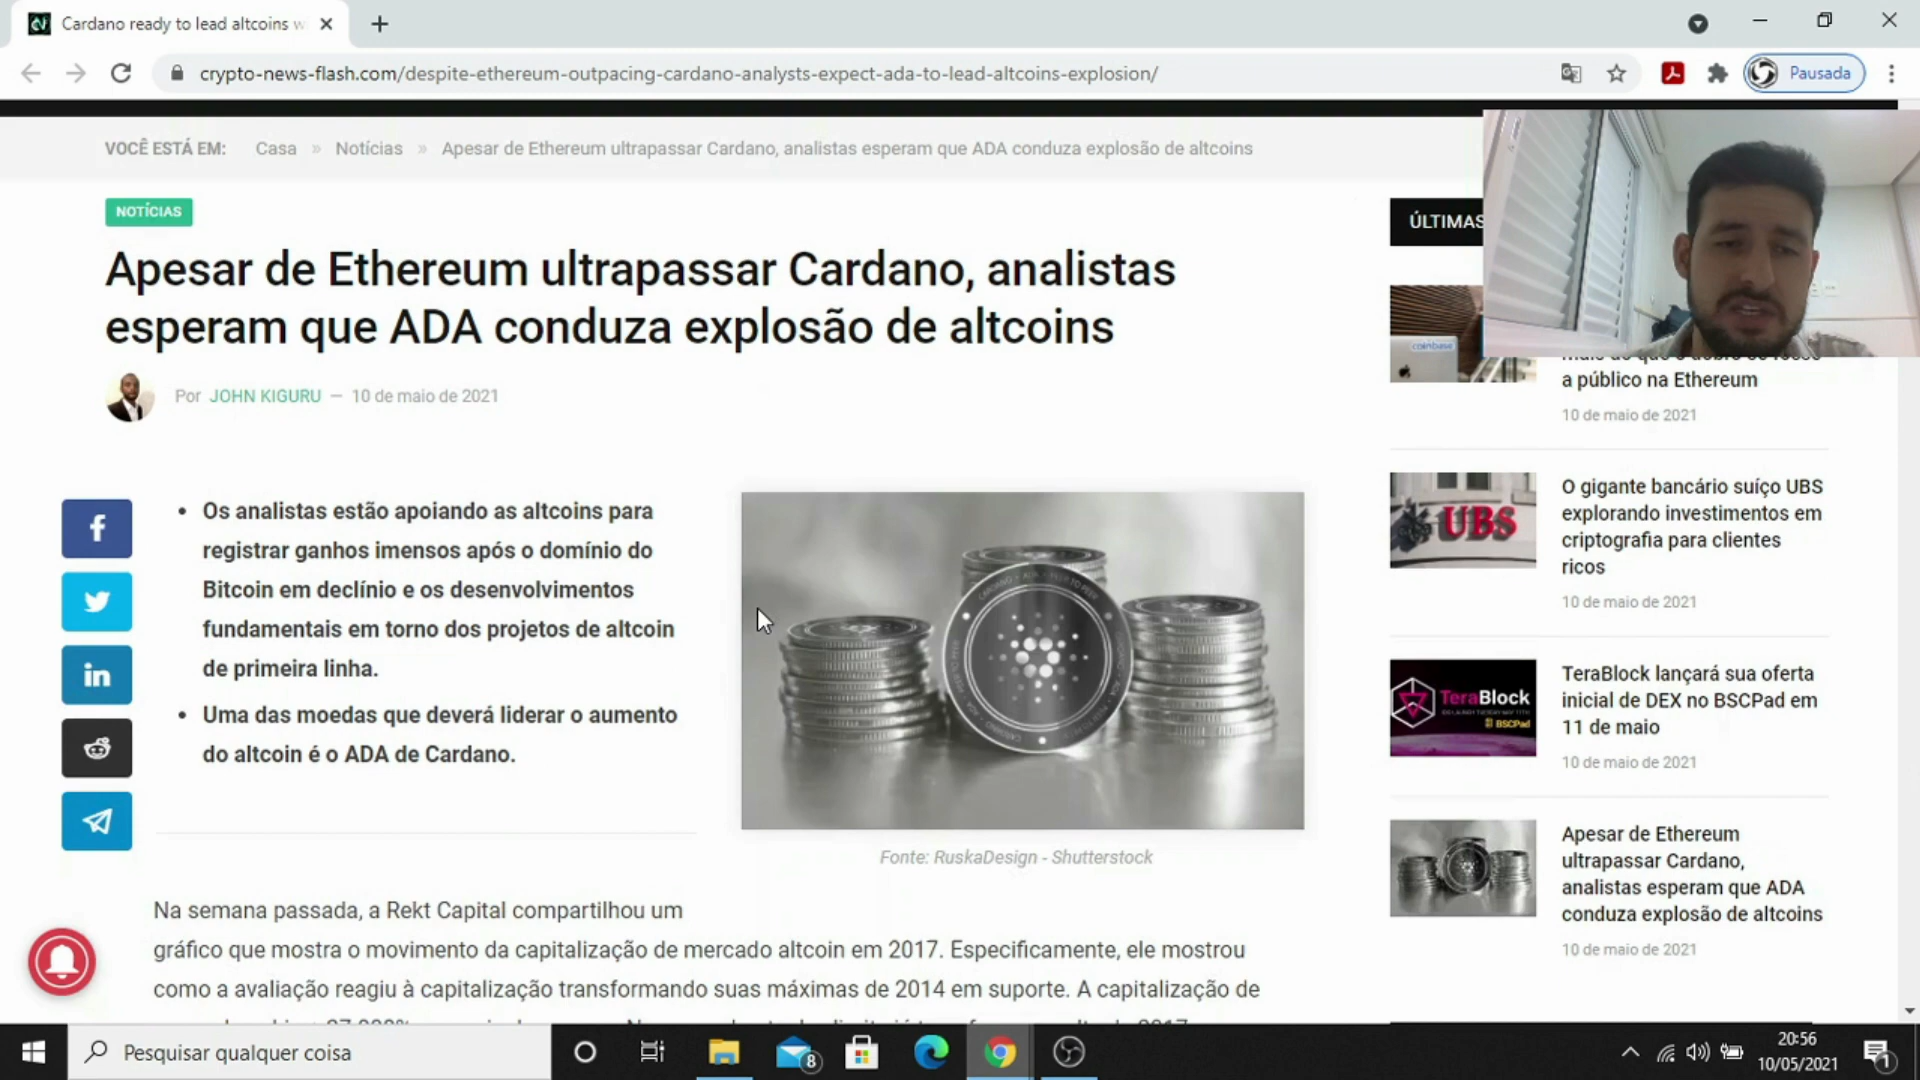 Cardano ready to lead altcoins w
crypto-news-flash.com/despite-ethereum-outpacing-cardano-analysts-expect-ada-to-lead-altcoins-explosion/
Pausada
VOCÊ ESTÁ EM: Casa » Notícias » Apesar de Ethereum ultrapassar Cardano, analistas esperam que ADA conduza explosão de altcoins
NOTÍCIAS
Apesar de Ethereum ultrapassar Cardano, analistas
esperam que ADA conduza explosão de altcoins
Por JOHN KIGURU — 10 de maio de 2021
• Os analistas estão apoiando as altcoins para
registrar ganhos imensos após o domínio do
Bitcoin em declínio e os desenvolvimentos
fundamentais em torno dos projetos de altcoin
de primeira linha.
• Uma das moedas que deverá liderar o aumento
do altcoin é o ADA de Cardano.
Fonte: RuskaDesign - Shutterstock
Na semana passada, a Rekt Capital compartilhou um
gráfico que mostra o movimento da capitalização de mercado altcoin em 2017. Especificamente, ele mostrou
como a avaliação reagiu à capitalização transformando suas máximas de 2014 em suporte. A capitalização de
ÚLTIMAS
coinbase
a público na Ethereum
10 de maio de 2021
UBS
O gigante bancário suíço UBS
explorando investimentos em
criptografia para clientes
ricos
10 de maio de 2021
TeraBlock
BSCPad
TeraBlock lançará sua oferta
inicial de DEX no BSCPad em
11 de maio
10 de maio de 2021
Apesar de Ethereum
ultrapassar Cardano,
analistas esperam que ADA
conduza explosão de altcoins
10 de maio de 2021
Pesquisar qualquer coisa
8
20:56
10/05/2021
1